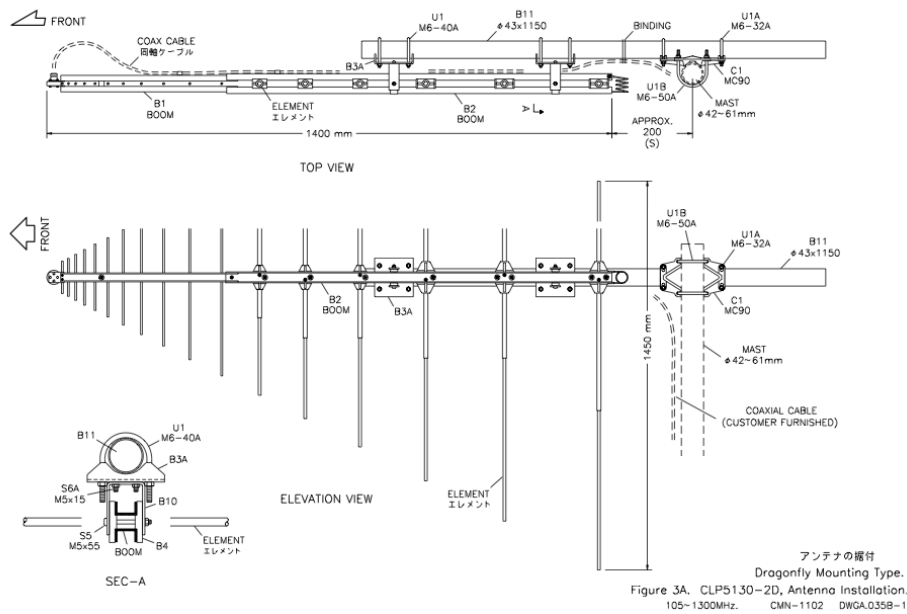 FRONT
COAX CABLE
同軸ケーブル
U1
M6-40A
B11
φ43x1150
BINDING
U1A
M6-32A
B3A
C1
MC90
U1B
M6-50A
MAST
φ42~61mm
B1
BOOM
ELEMENT
エレメント
B2
BOOM
A
1400 mm
APPROX.
200
(S)
TOP VIEW
FRONT
U1B
M6-50A
U1A
M6-32A
B11
φ43x1150
B2
BOOM
B3A
C1
MC90
1450 mm
MAST
φ42~61mm
COAXIAL CABLE
(CUSTOMER FURNISHED)
ELEVATION VIEW
ELEMENT
エレメント
U1
M6-40A
B11
B3A
S6A
M5x15
B10
S5
M5x55
BOOM
B4
ELEMENT
エレメント
SEC-A
アンテナの据付
Dragonfly Mounting Type.
Figure 3A. CLP5130-2D, Antenna Installation.
105~1300MHz. CMN-1102 DWGA.035B-1